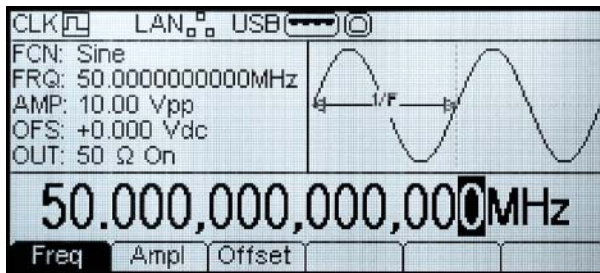 CLK LAN USB
FCN: Sine
FRQ: 50.0000000000MHz
AMP: 10.00 Vpp
OFS: +0.000 Vdc
OUT: 50 Ω On
1/F
50.000,000,000,000MHz
Freq Ampl Offset